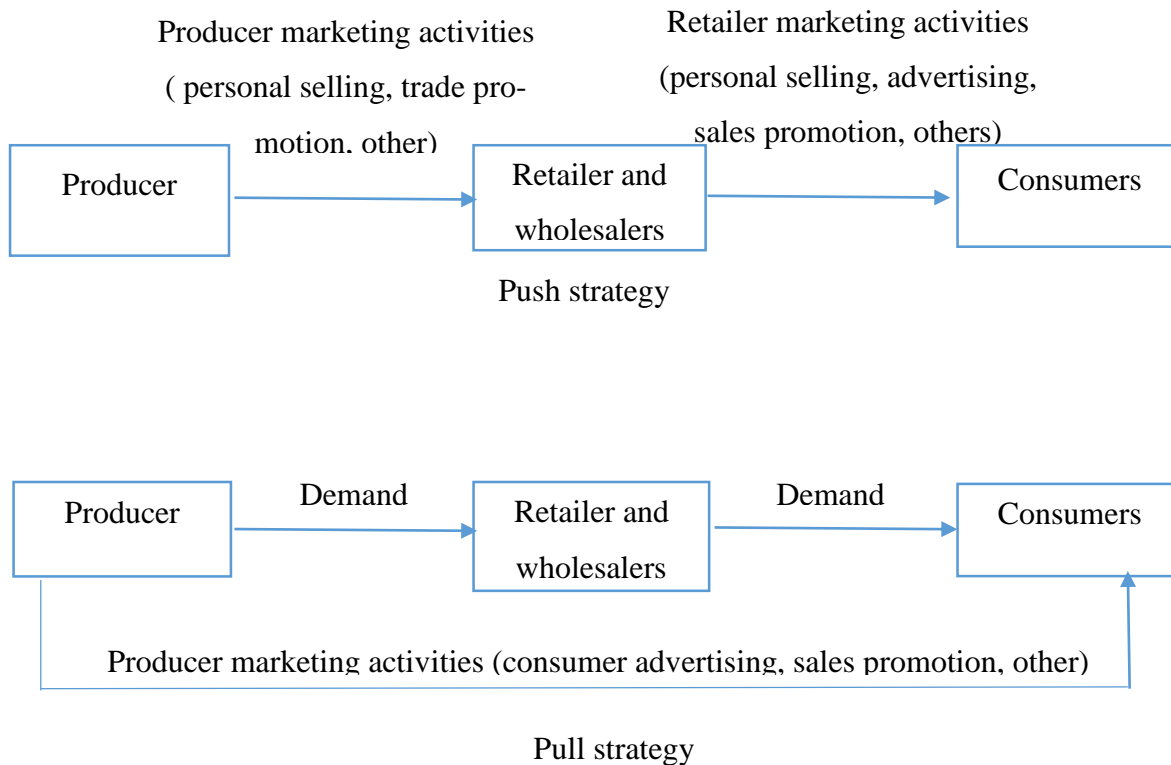 Producer marketing activities
( personal selling, trade pro-
motion, other)
Retailer marketing activities
(personal selling, advertising,
sales promotion, others)
Producer
Retailer and
wholesalers
Consumers
Push strategy
Producer
Demand
Retailer and
wholesalers
Demand
Consumers
Producer marketing activities (consumer advertising, sales promotion, other)
Pull strategy